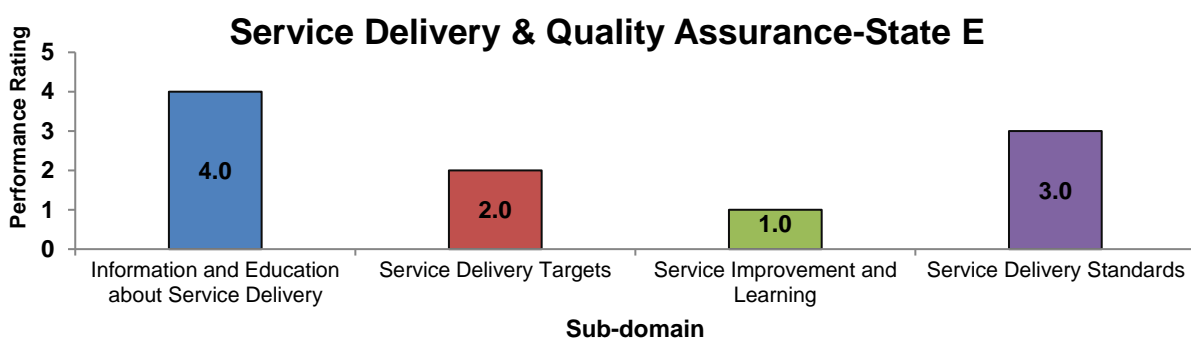 Service Delivery & Quality Assurance-State E
Performance Rating
5
4
3
2
1
0
4.0
2.0
1.0
3.0
Information and Education
about Service Delivery
Service Delivery Targets
Service Improvement and
Learning
Service Delivery Standards
Sub-domain